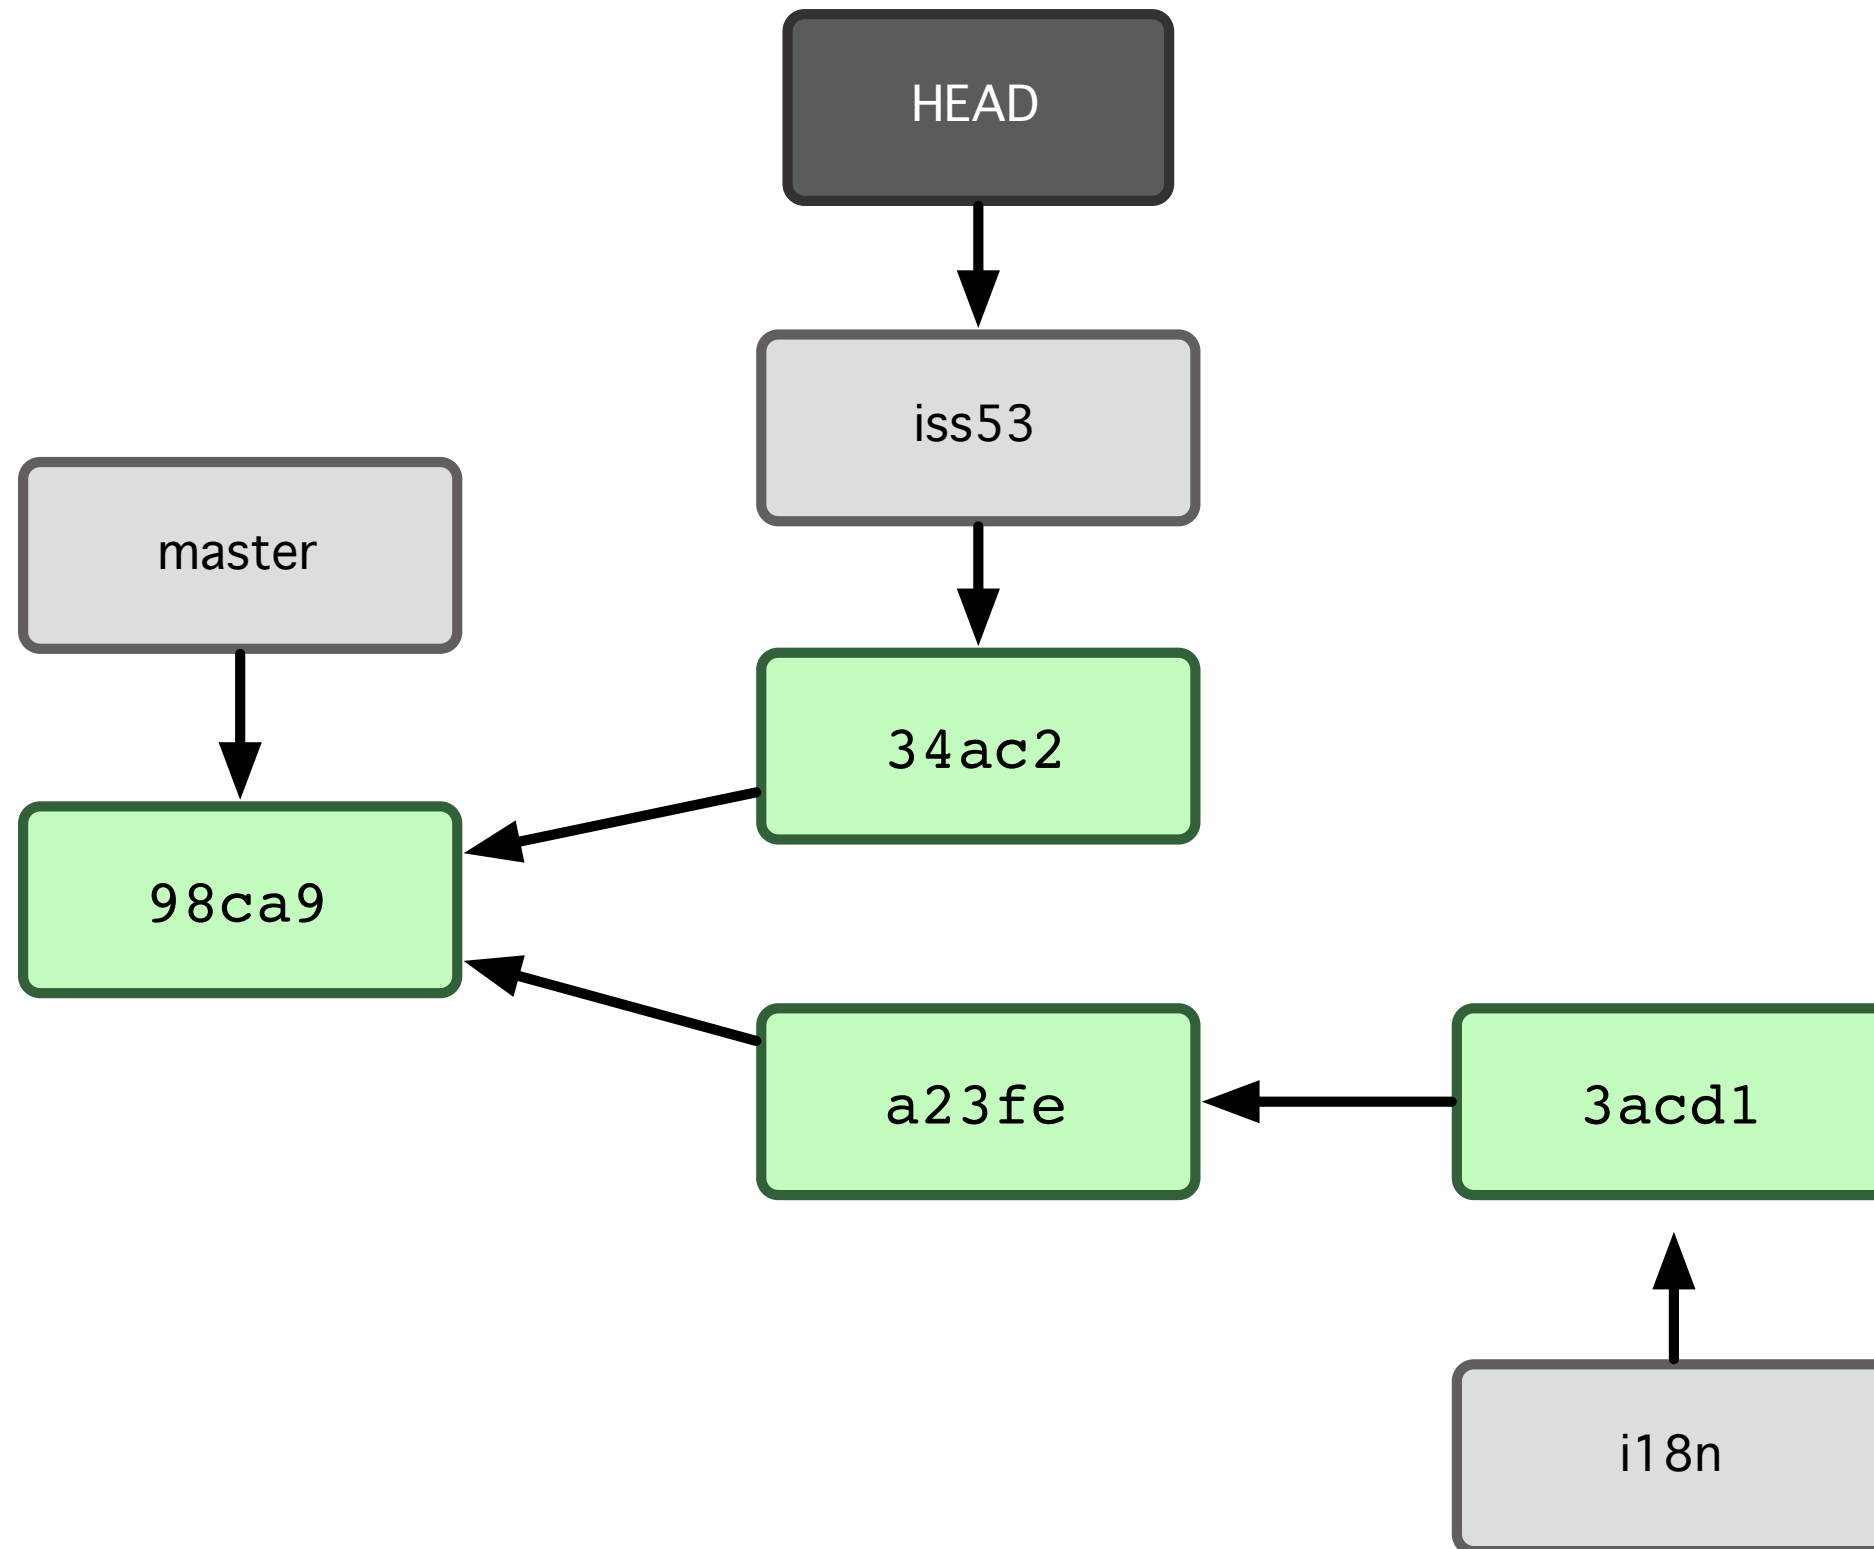 HEAD
iss53
master
34ac2
98ca9
a23fe
3acd1
i18n